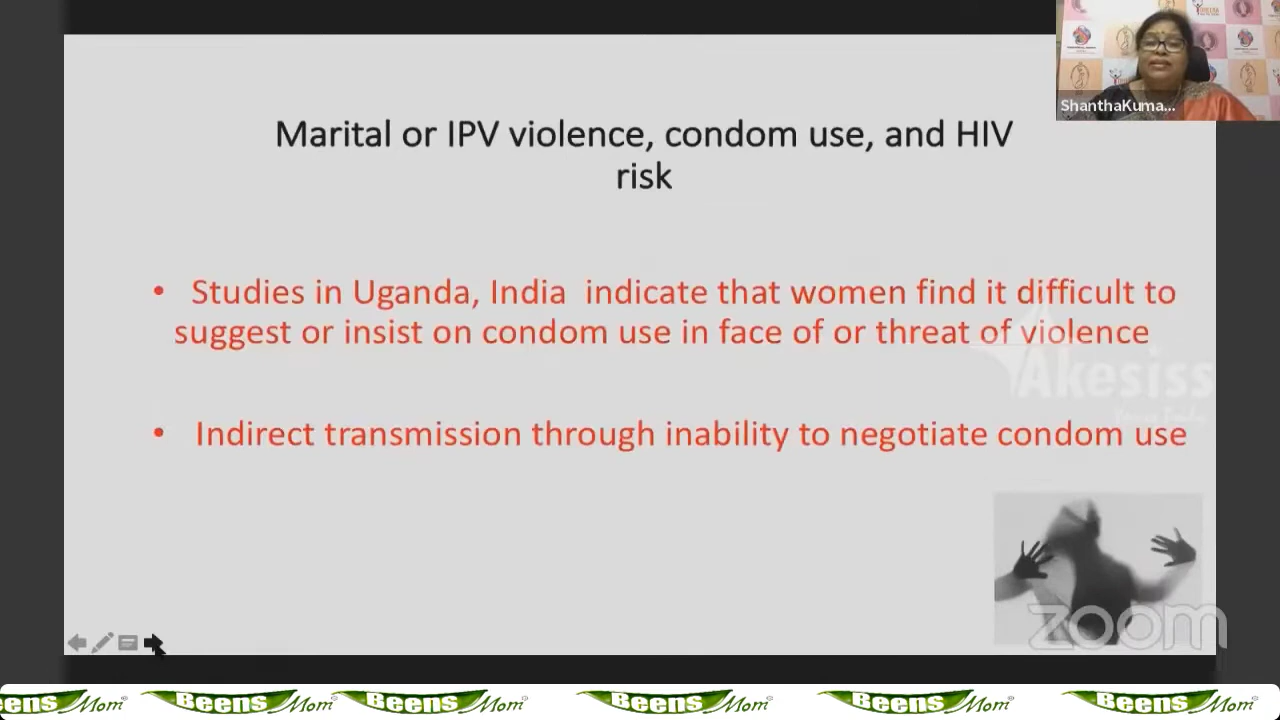 ShanthaKuma...
Marital or IPV violence, condom use, and HIV
risk
• Studies in Uganda, India indicate that women find it difficult to
suggest or insist on condom use in face of or threat of violence
Akesiss
• Indirect transmission through inability to negotiate condom use
zoom
Beens Mom
Beens Mom
Beens Mom
Beens Mom
Beens Mom
Beens Mom